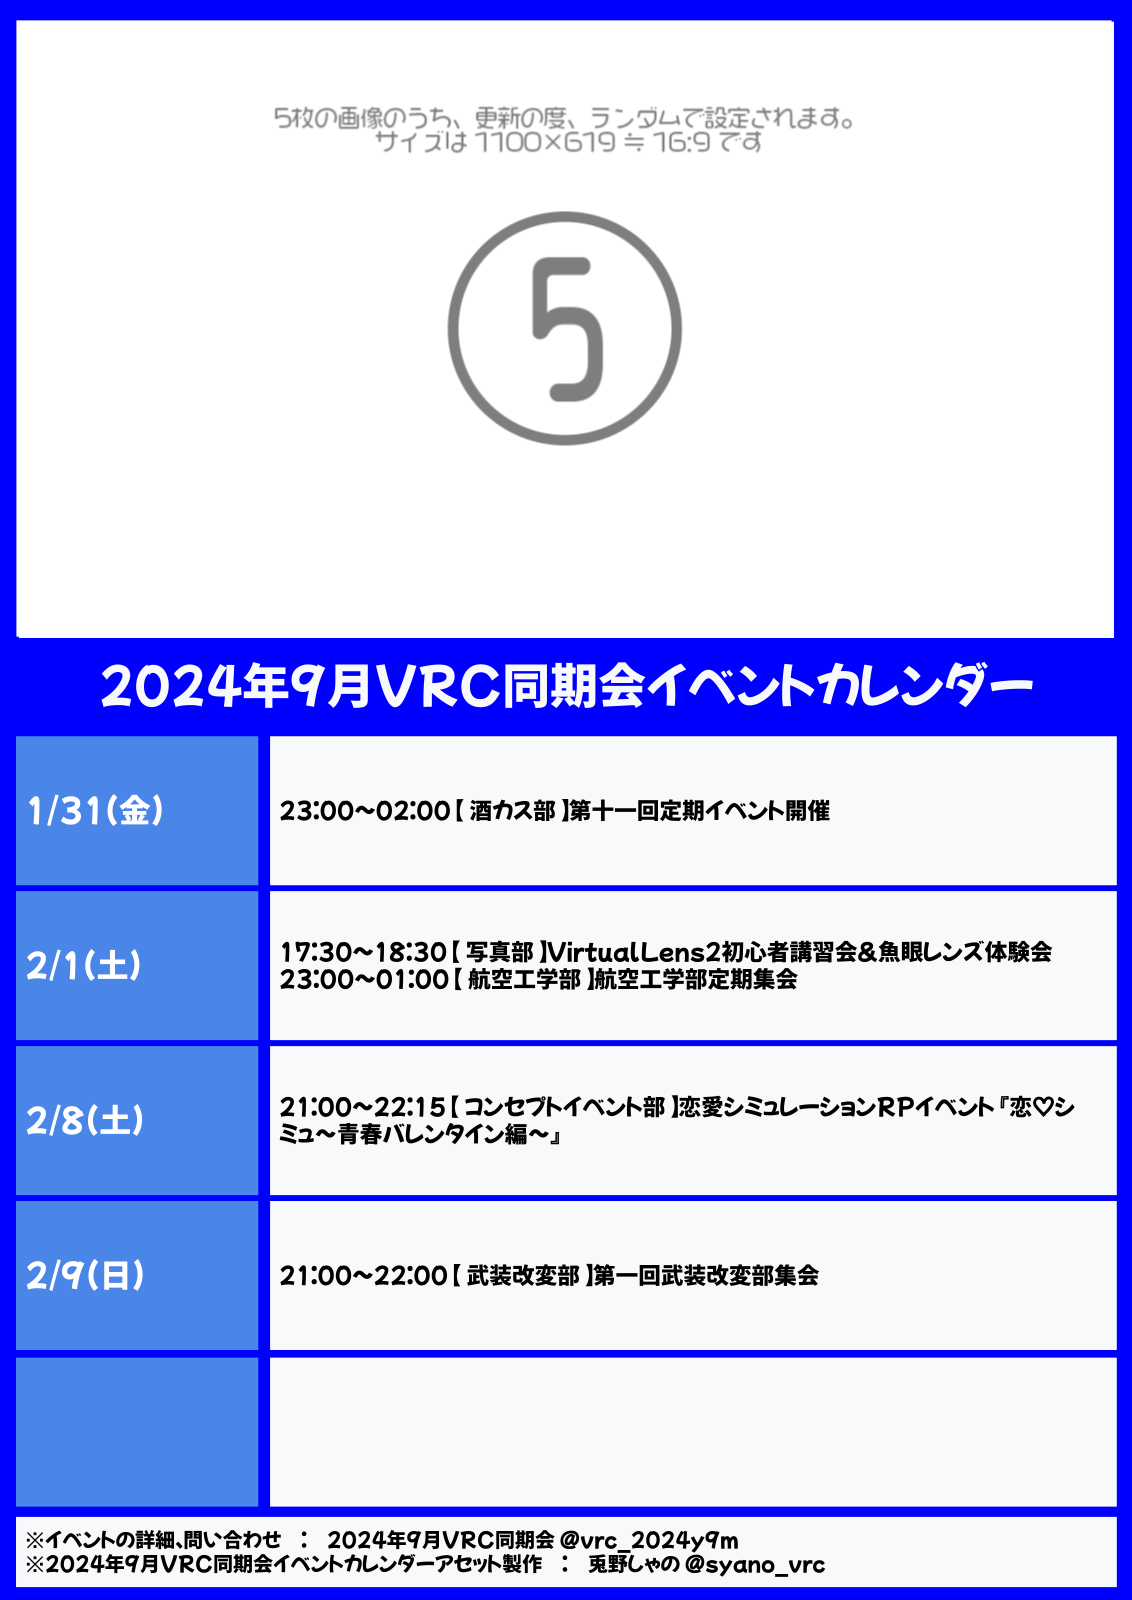 5枚の画像のうち、更新の度、ランダムで設定されます。
サイズは 1100×619 ≒ 16:9 です
5
2024年9月VRC同期会イベントカレンダー
1/31(金)
23:00～02:00【 酒カス部 】第十一回定期イベント開催
2/1(土)
17:30～18:30【 写真部 】VirtualLens2初心者講習会&魚眼レンズ体験会
23:00～01:00【 航空工学部 】航空工学部定期集会
2/8(土)
21:00～22:15【 コンセプトイベント部 】恋愛シミュレーションRPイベント『恋♡シ
ミュ～青春バレンタイン編～』
2/9(日)
21:00～22:00【 武装改変部 】第一回武装改変部集会
※イベントの詳細、問い合わせ　：　2024年9月VRC同期会 @vrc_2024y9m
※2024年9月VRC同期会イベントカレンダーアセット製作　：　兎野しゃの @syano_vrc